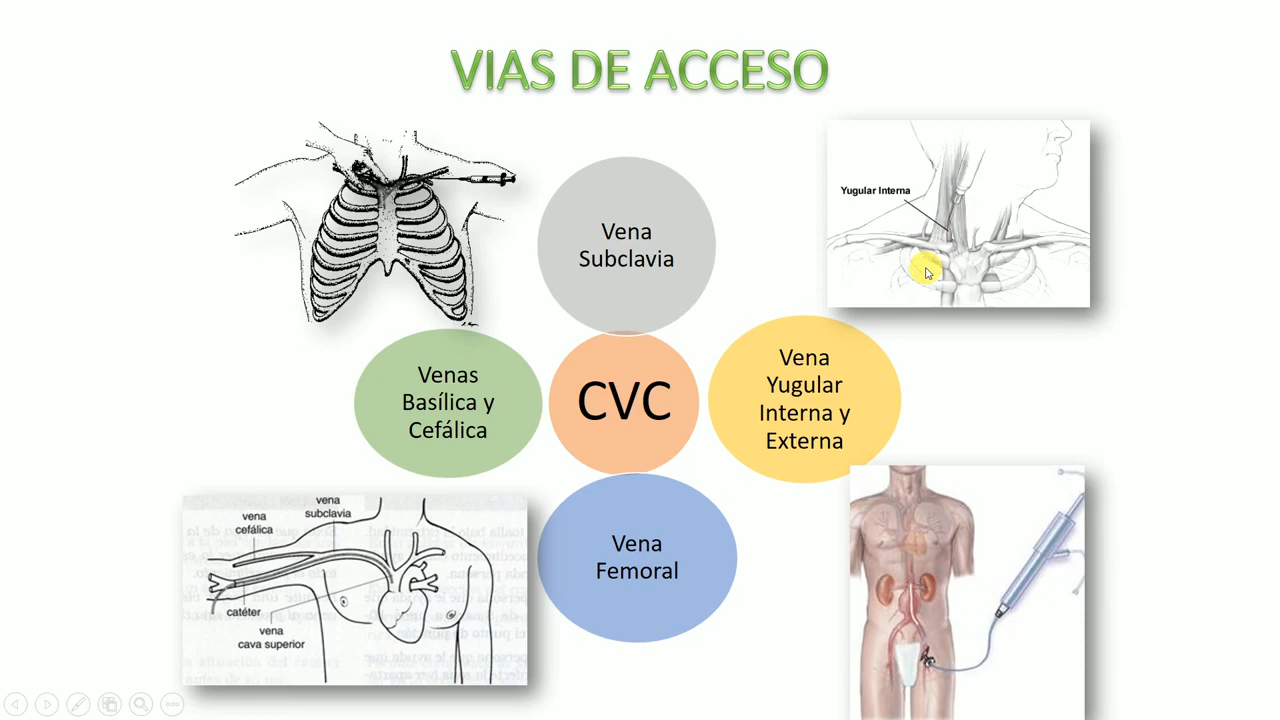 VIAS DE ACCESO
Yugular Interna
Vena
Subclavia
Venas
Basílica y
Cefálica
CVC
Vena
Yugular
Interna y
Externa
Vena
Femoral
vena
subclavia
vena
cefálica
catéter
vena
cava superior